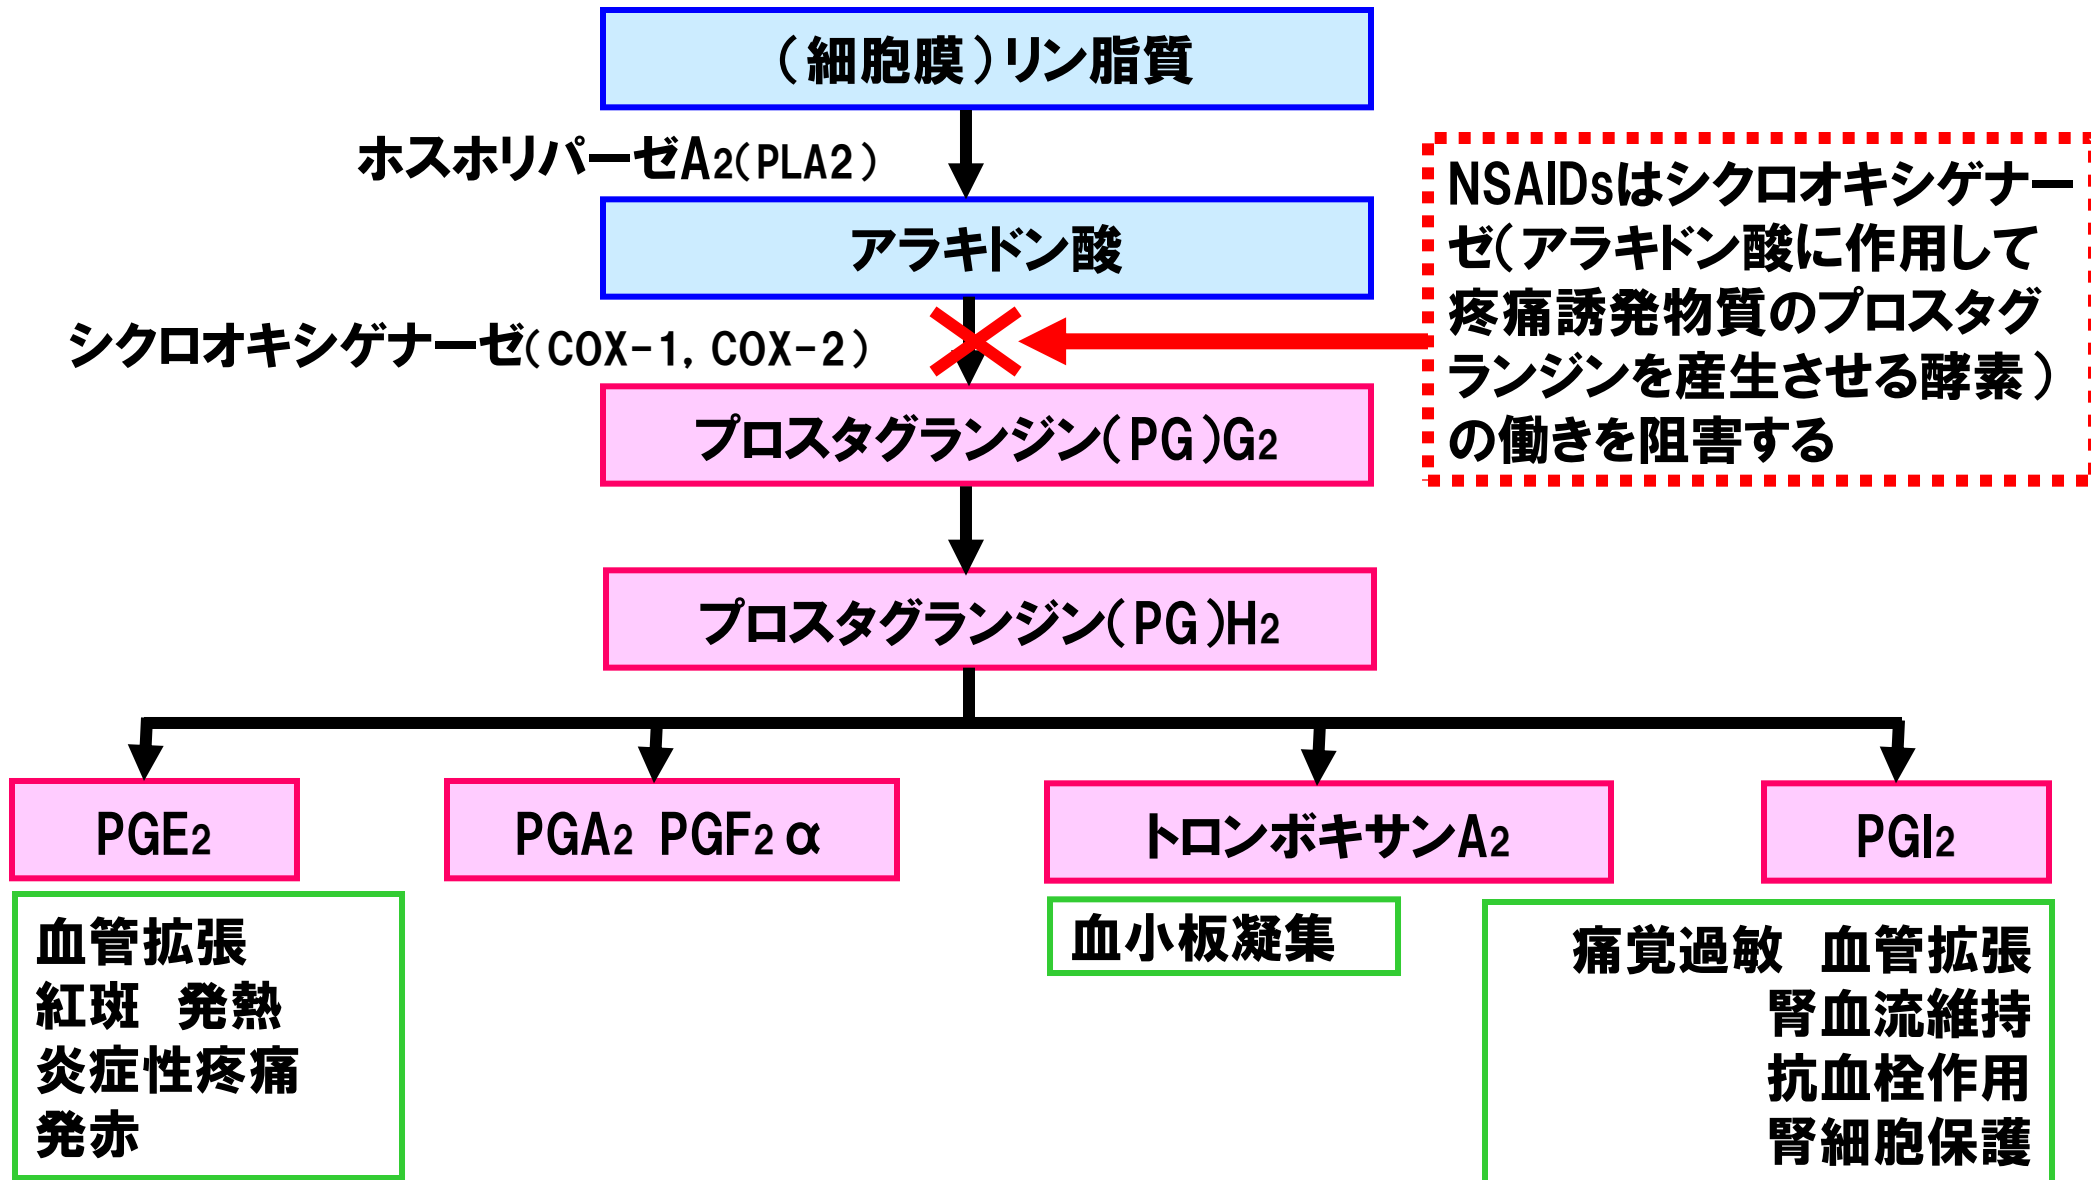 （細胞膜）リン脂質
ホスホリパーゼA2（PLA2）
アラキドン酸
シクロオキシゲナーゼ（COX-1，COX-2）
NSAIDsはシクロオキシゲナー
ゼ（アラキドン酸に作用して
疼痛誘発物質のプロスタグ
ランジンを産生させる酵素）
の働きを阻害する
プロスタグランジン（PG）G2
プロスタグランジン（PG）H2
PGE2
PGA2 PGF2α
トロンボキサンA2
PGI2
血管拡張
紅斑　発熱
炎症性疼痛
発赤
血小板凝集
痛覚過敏　血管拡張
腎血流維持
抗血栓作用
腎細胞保護